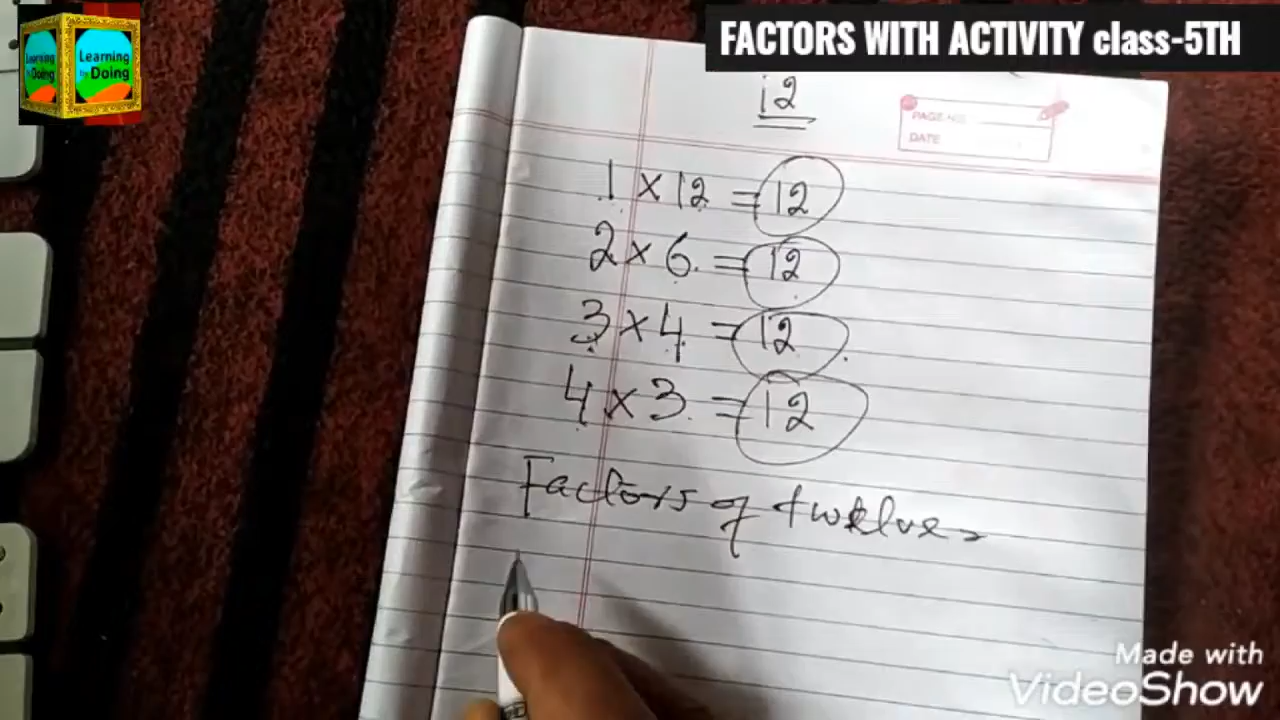 Learning by Doing
Learning by Doing
FACTORS WITH ACTIVITY class-5TH
12
PAGE NO.
DATE
1 × 12 = 12
2 × 6 = 12
3 × 4 = 12
4 × 3 = 12
Factors of twelve =
Made with
VideoShow